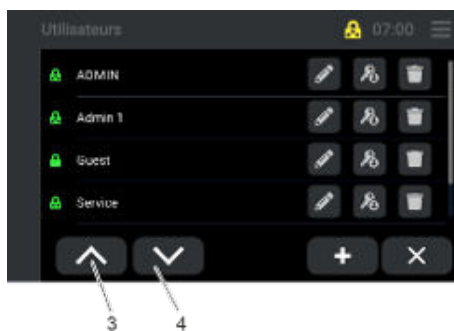 Utilisateurs 07:00
ADMIN
Admin 1
Guest
Service
3 4